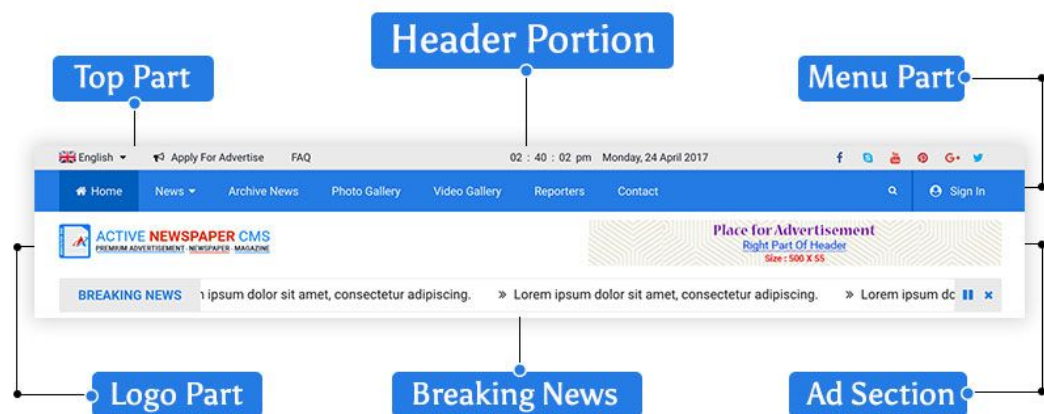 Header Portion
Top Part
Menu Part
English Apply For Advertise FAQ 02 : 40 : 02 pm Monday, 24 April 2017
Home News Archive News Photo Gallery Video Gallery Reporters Contact Sign In
ACTIVE NEWSPAPER CMS
PREMIUM ADVERTISEMENT - NEWSPAPER - MAGAZINE
Place for Advertisement
Right Part Of Header
Size : 500 X 55
BREAKING NEWS ipsum dolor sit amet, consectetur adipiscing. » Lorem ipsum dolor sit amet, consectetur adipiscing. » Lorem ipsum do
Logo Part
Breaking News
Ad Section